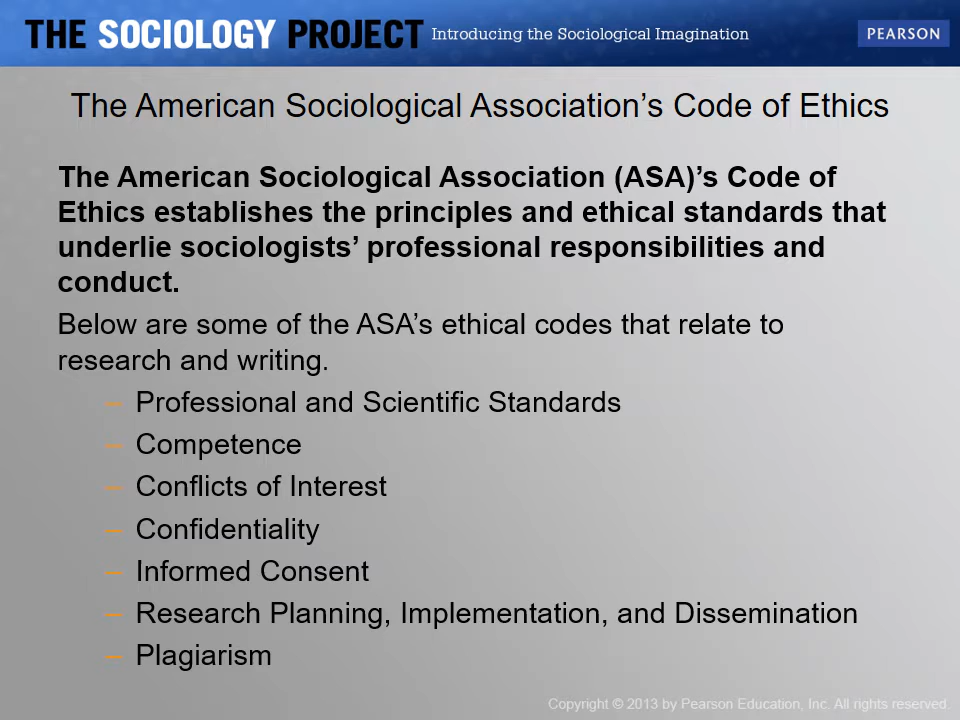 THE SOCIOLOGY PROJECT Introducing the Sociological Imagination PEARSON
The American Sociological Association’s Code of Ethics
The American Sociological Association (ASA)’s Code of
Ethics establishes the principles and ethical standards that
underlie sociologists’ professional responsibilities and
conduct.
Below are some of the ASA’s ethical codes that relate to
research and writing.
– Professional and Scientific Standards
– Competence
– Conflicts of Interest
– Confidentiality
– Informed Consent
– Research Planning, Implementation, and Dissemination
– Plagiarism
Copyright © 2013 by Pearson Education, Inc. All rights reserved.